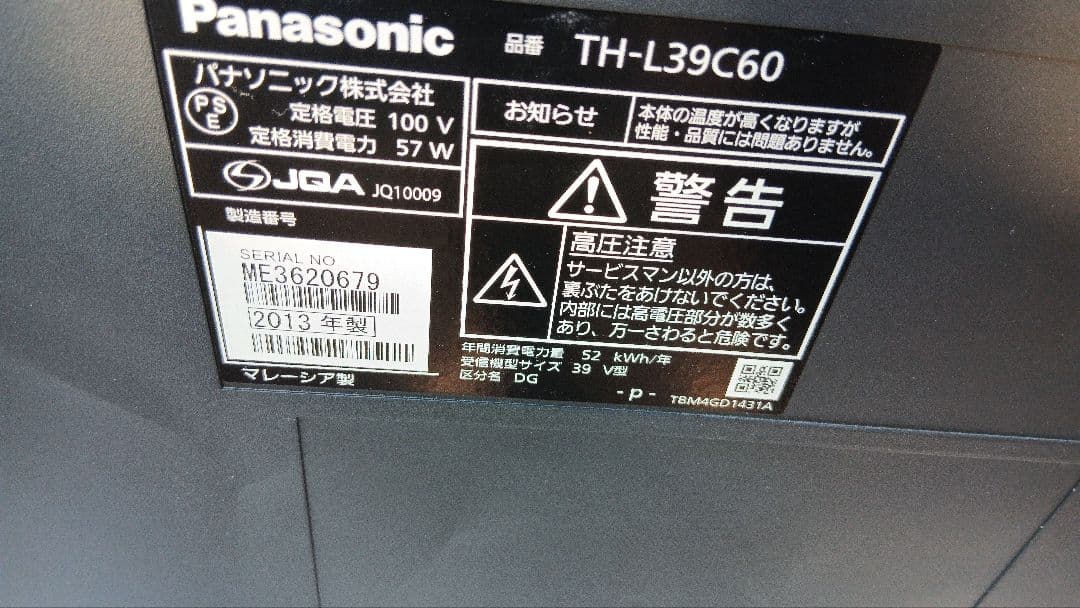 Panasonic
品番 TH-L39C60
パナソニック株式会社
PSE
定格電圧 100 V
定格消費電力 57 W
JQA JQ10009
製造番号
SERIAL NO
ME3620679
2013 年製
マレーシア製
お知らせ
本体の温度が高くなりますが
性能・品質には問題ありません。
警告
高圧注意
サービスマン以外の方は、
裏ぶたをあけないでください。
内部には高電圧部分が数多く
あり、万一さわると危険です。
年間消費電力量 52 kWh/年
受信機型サイズ 39 V型
区分名 DG
- p -
TBM4GD1431A